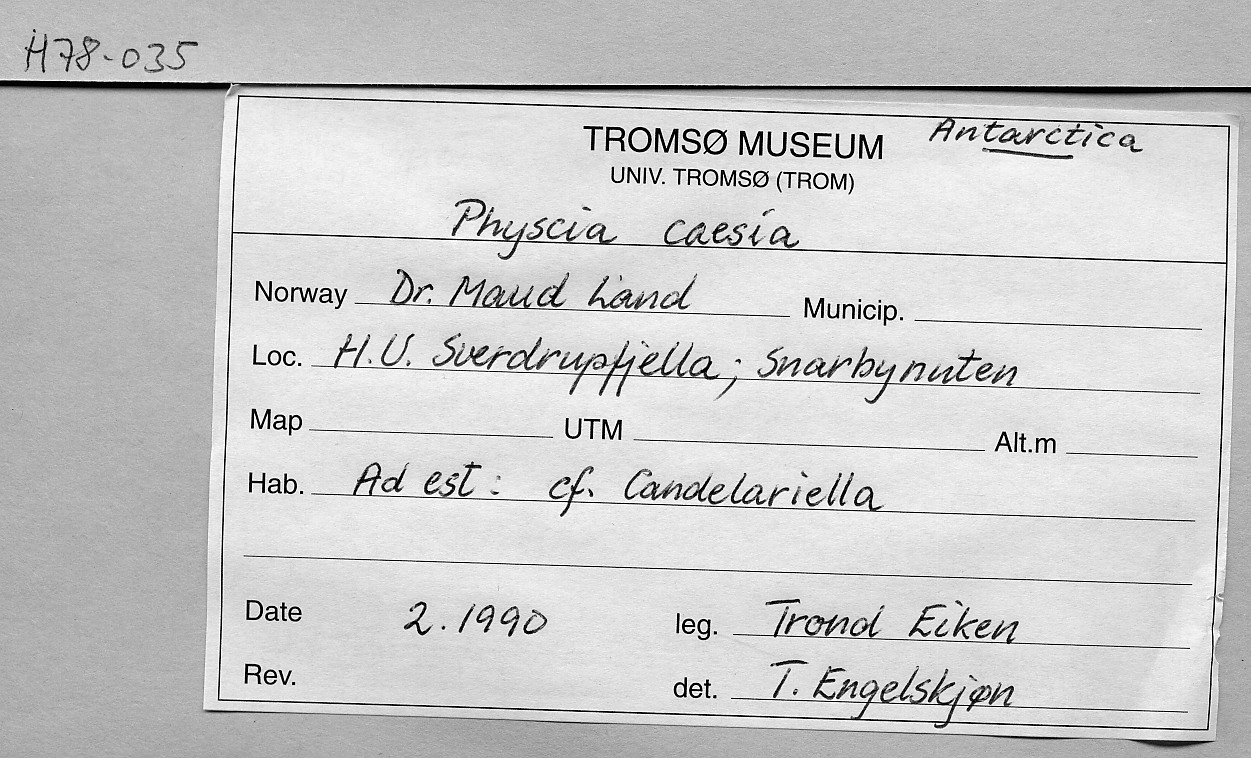 H78-035
TROMSØ MUSEUM Antarctica
UNIV. TROMSØ (TROM)
Physcia caesia
Norway Dr. Maud Land Municip.
Loc. H.U. Sverdrupfjella; Snarbynuten
Map UTM Alt.m
Hab. Ad est: cf. Candelariella
Date 2.1990 leg. Trond Eiken
Rev. det. T. Engelskjøn